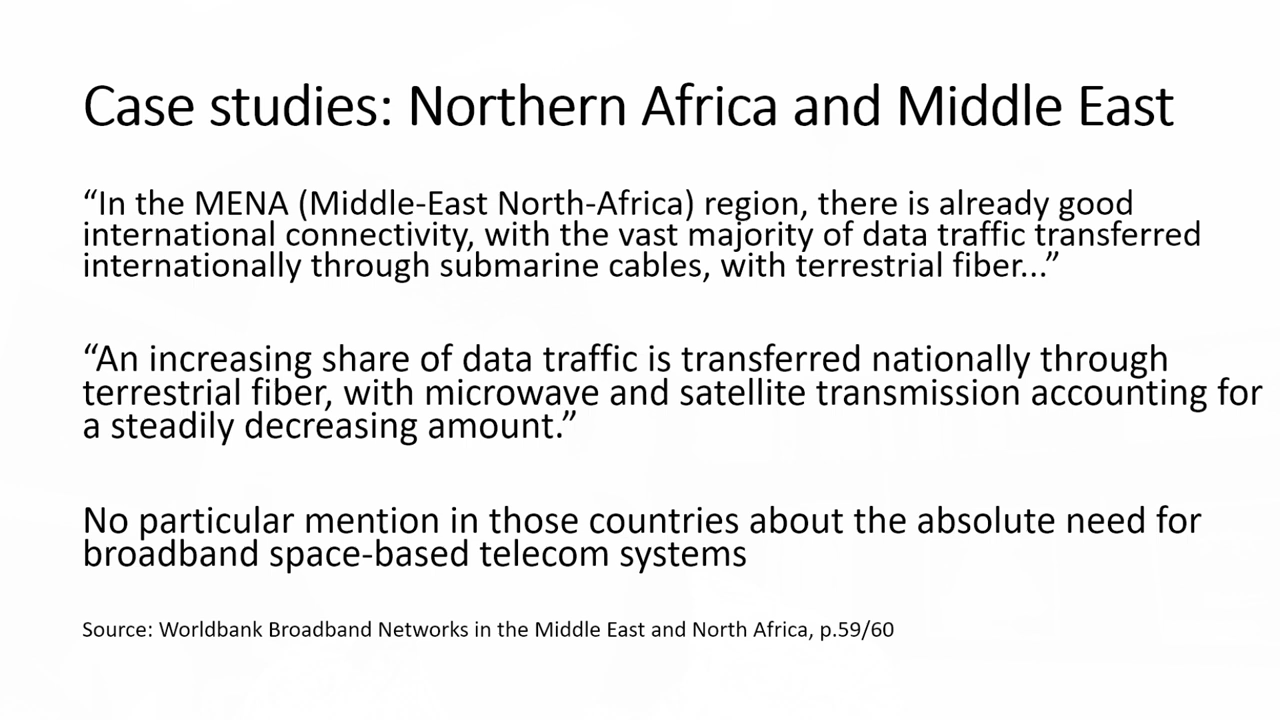 Case studies: Northern Africa and Middle East
“In the MENA (Middle-East North-Africa) region, there is already good
international connectivity, with the vast majority of data traffic transferred
internationally through submarine cables, with terrestrial fiber...”
“An increasing share of data traffic is transferred nationally through
terrestrial fiber, with microwave and satellite transmission accounting for
a steadily decreasing amount.”
No particular mention in those countries about the absolute need for
broadband space-based telecom systems
Source: Worldbank Broadband Networks in the Middle East and North Africa, p.59/60